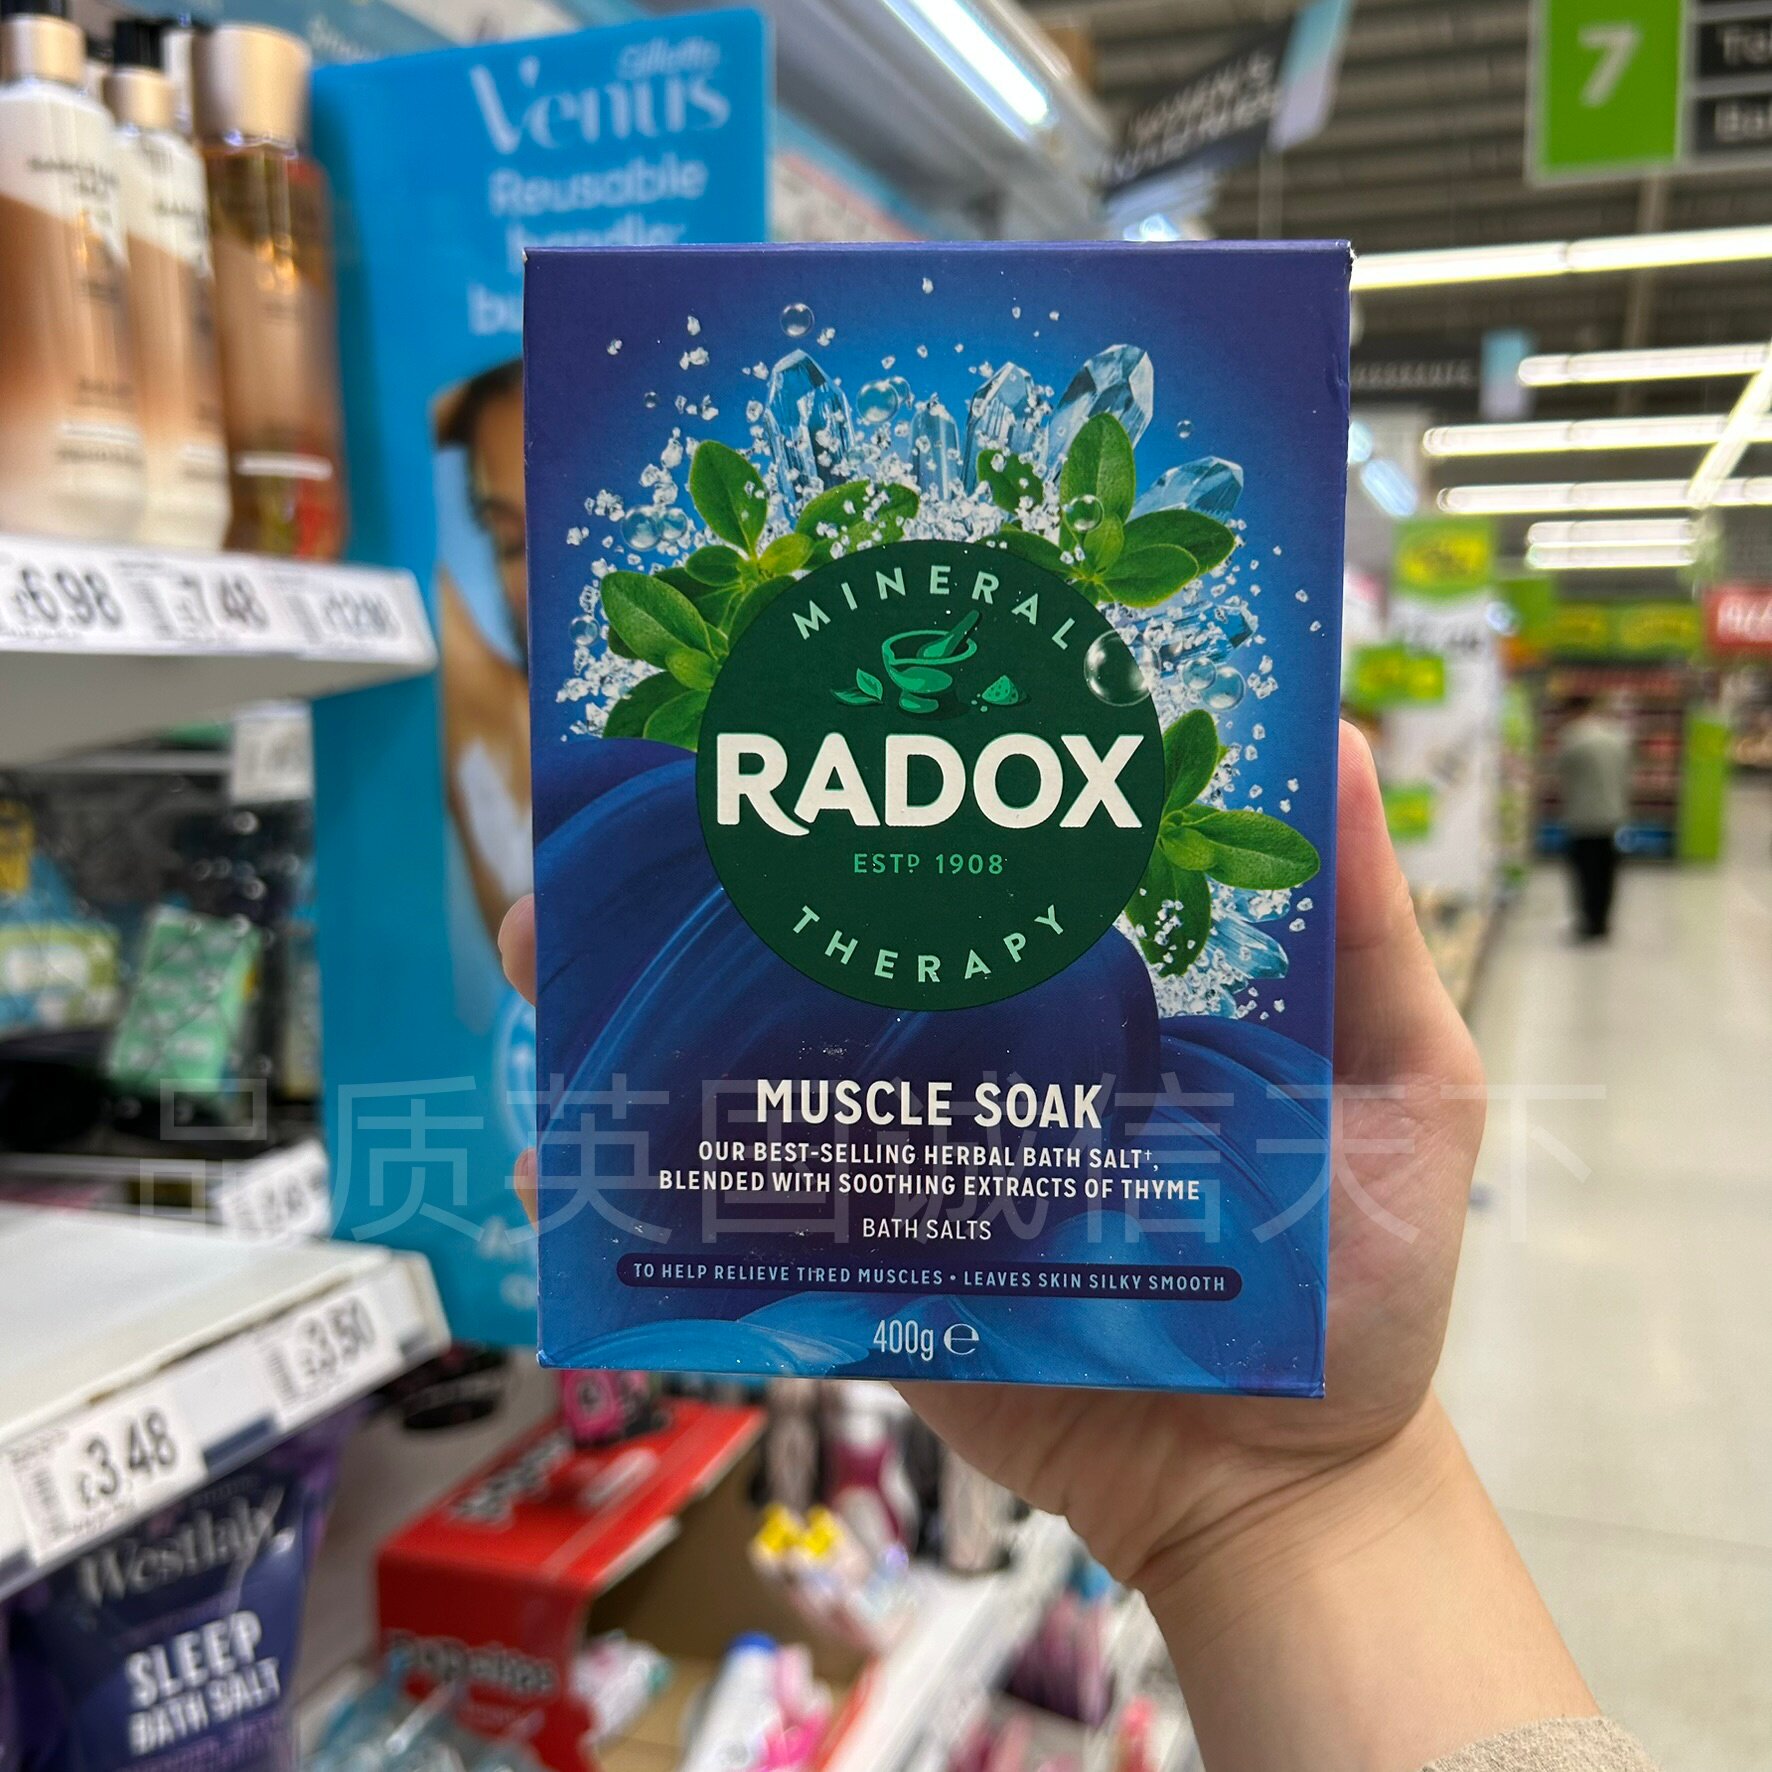 Gillette
Venus
Reusable
7
£6.98
£7.48
MINERAL
RADOX
ESTD 1908
THERAPY
MUSCLE SOAK
OUR BEST-SELLING HERBAL BATH SALT†,
BLENDED WITH SOOTHING EXTRACTS OF THYME
BATH SALTS
TO HELP RELIEVE TIRED MUSCLES • LEAVES SKIN SILKY SMOOTH
400g ℮
品质英国诚信天下
£3.50
£3.48
Westlab
SLEEP
BATH SALT